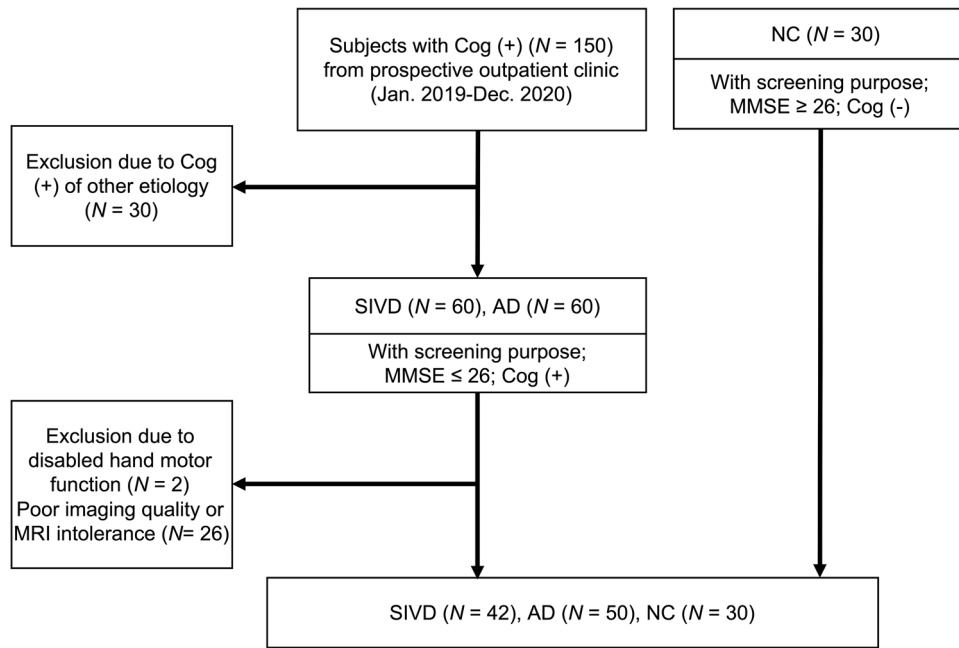 Subjects with Cog (+) (N = 150)
from prospective outpatient clinic
(Jan. 2019-Dec. 2020)
NC (N = 30)
With screening purpose;
MMSE ≥ 26; Cog (-)
Exclusion due to Cog
(+) of other etiology
(N = 30)
SIVD (N = 60), AD (N = 60)
With screening purpose;
MMSE ≤ 26; Cog (+)
Exclusion due to
disabled hand motor
function (N = 2)
Poor imaging quality or
MRI intolerance (N= 26)
SIVD (N = 42), AD (N = 50), NC (N = 30)